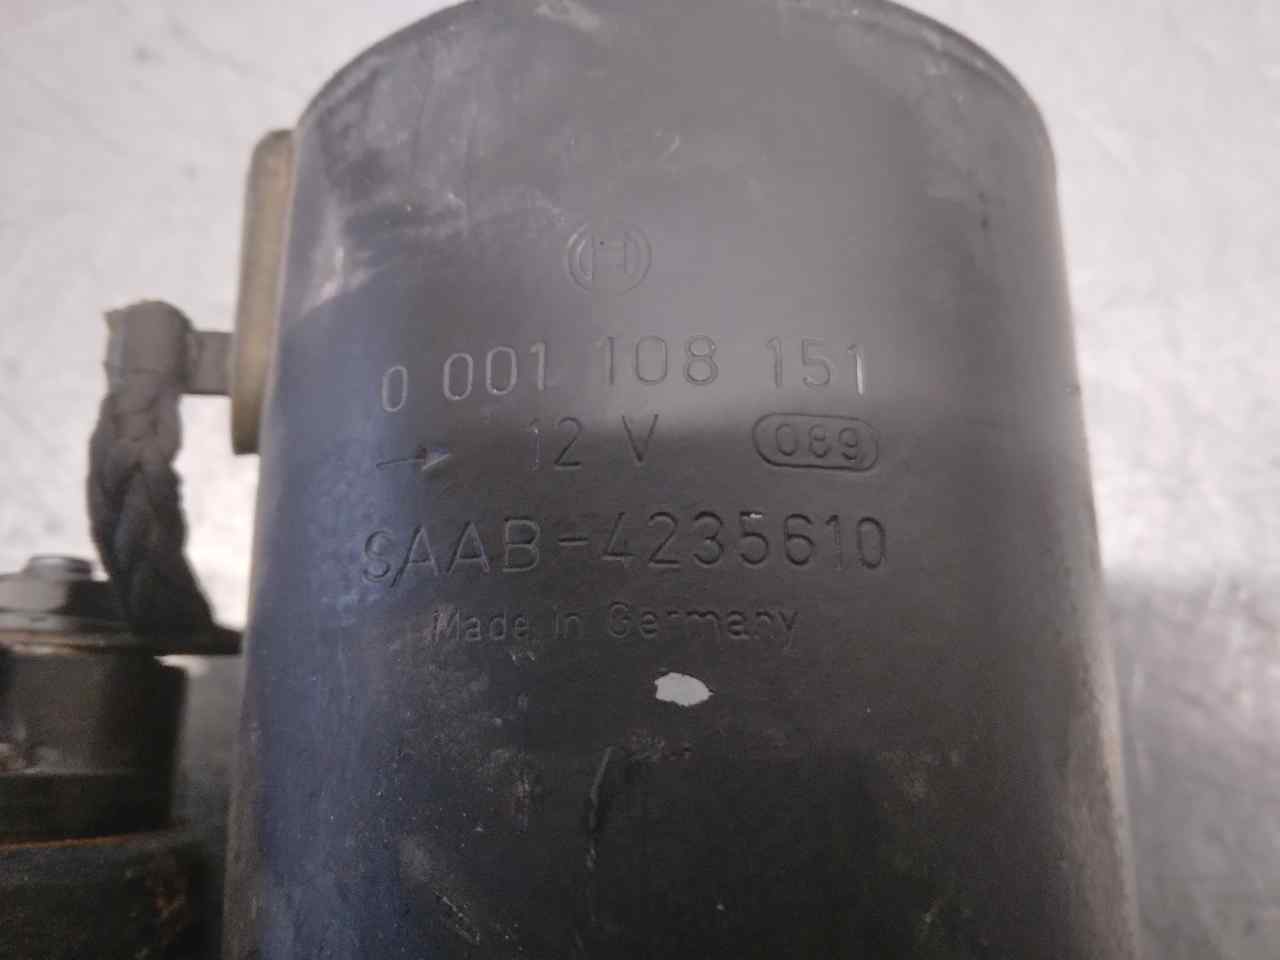 0 001 108 151
12 V 089
SAAB-4235610
Made in Germany